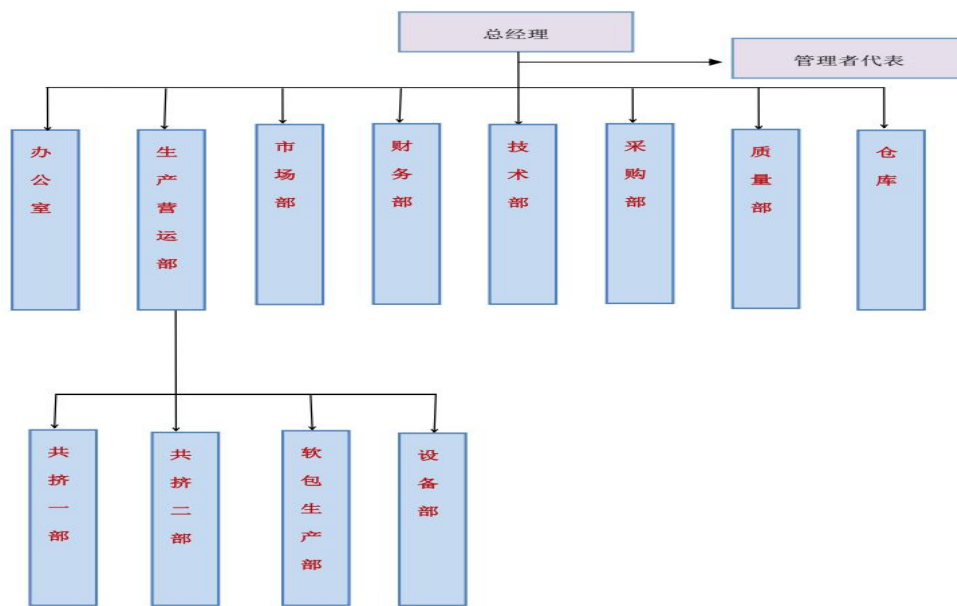 总经理
管理者代表
办公室
生产营运部
市场部
财务部
技术部
采购部
质量部
仓库
共挤一部
共挤二部
软包生产部
设备部